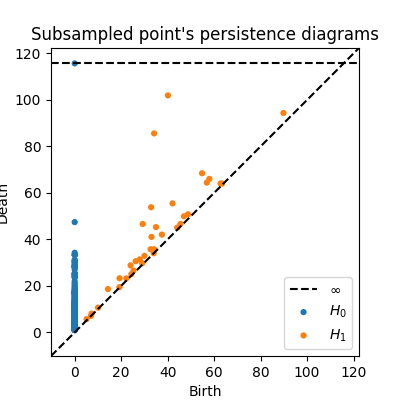 Subsampled point's persistence diagrams
120
100
80
60
40
20
0
Death
∞
H₀
H₁
0 20 40 60 80 100 120
Birth